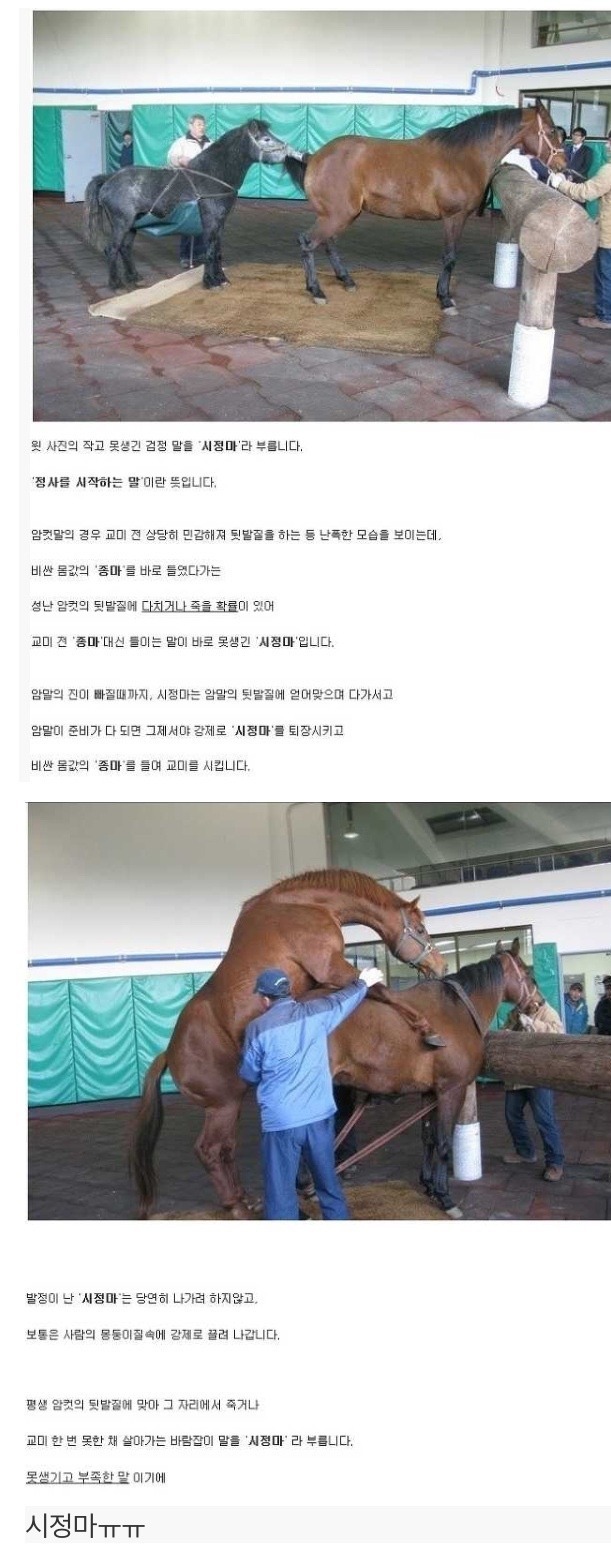 윗 사진의 작고 못생긴 검정 말을 '시정마'라 부릅니다.
'정사를 시작하는 말'이란 뜻입니다.
암컷말의 경우 교미 전 상당히 민감해져 뒷발질을 하는 등 난폭한 모습을 보이는데,
비싼 몸값의 '종마'를 바로 들였다가는
성난 암컷의 뒷발질에 다치거나 죽을 확률이 있어
교미 전 '종마'대신 들이는 말이 바로 못생긴 '시정마'입니다.
암말의 진이 빠질때까지, 시정마는 암말의 뒷발질에 얻어맞으며 다가서고
암말이 준비가 다 되면 그제서야 강제로 '시정마'를 퇴장시키고
비싼 몸값의 '종마'를 들여 교미를 시킵니다.
발정이 난 '시정마'는 당연히 나가려 하지않고,
보통은 사람의 몽둥이질속에 강제로 끌려 나갑니다.
평생 암컷의 뒷발질에 맞아 그 자리에서 죽거나
교미 한 번 못한 채 살아가는 바람잡이 말을 '시정마' 라 부릅니다.
못생기고 부족한 말 이기에
시정마ㅠㅠ